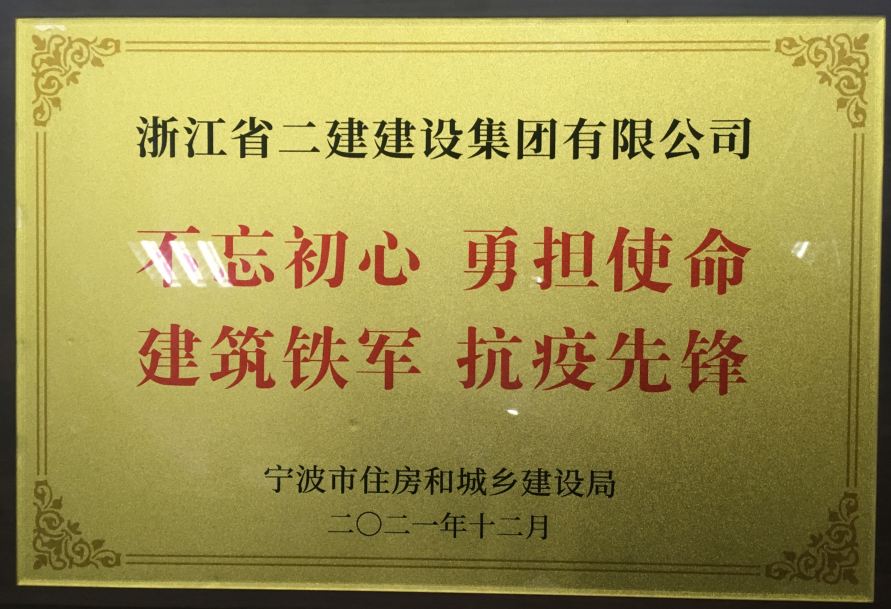 浙江省二建建设集团有限公司
不忘初心 勇担使命
建筑铁军 抗疫先锋
宁波市住房和城乡建设局
二〇二一年十二月